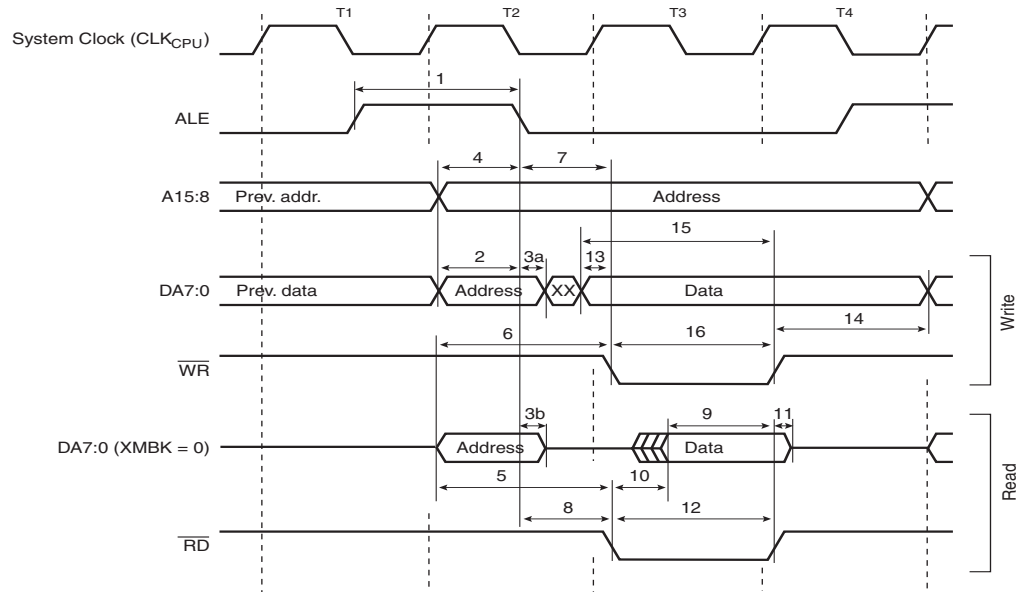 T1 T2 T3 T4
System Clock (CLKCPU)
1
ALE
4 7
A15:8 Prev. addr. Address
15
2 3a 13
DA7:0 Prev. data Address XX Data
14
6 16
WR
Write
3b 9 11
DA7:0 (XMBK = 0) Address Data
5 10
8 12
RD
Read